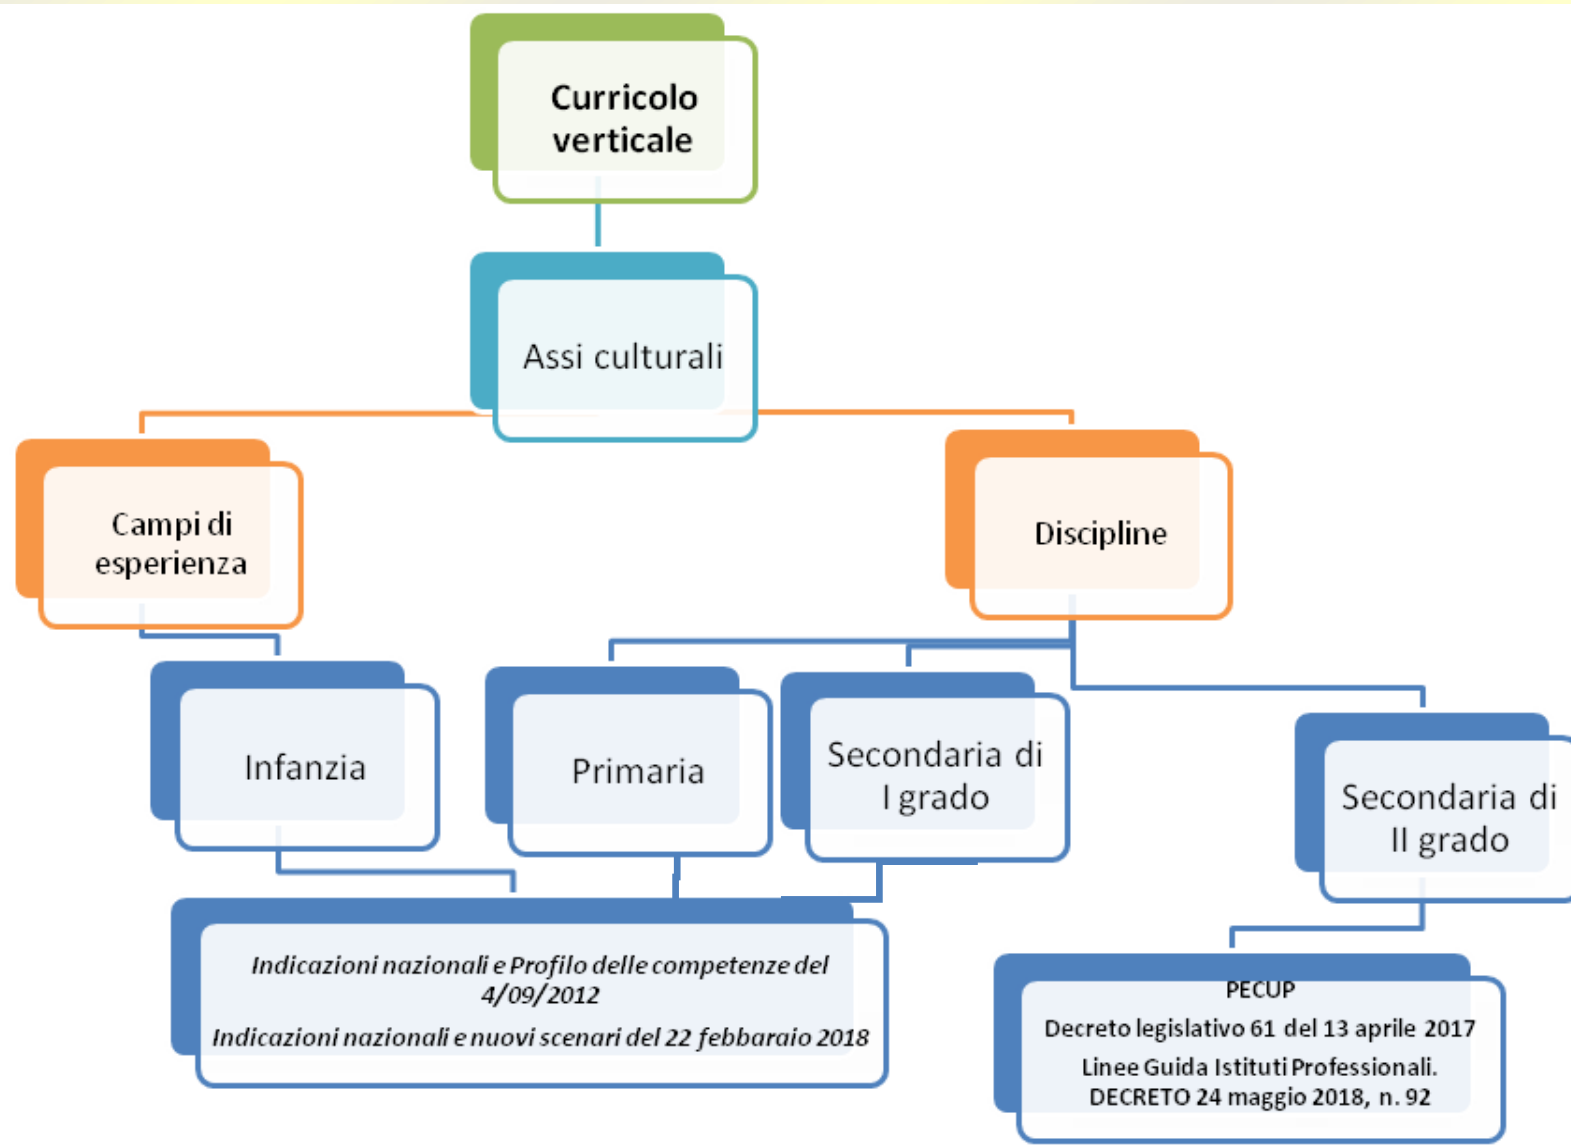 Curricolo
verticale
Assi culturali
Campi di
esperienza
Discipline
Infanzia
Primaria
Secondaria di
I grado
Secondaria di
II grado
Indicazioni nazionali e Profilo delle competenze del
4/09/2012
Indicazioni nazionali e nuovi scenari del 22 febbaraio 2018
PECUP
Decreto legislativo 61 del 13 aprile 2017
Linee Guida Istituti Professionali.
DECRETO 24 maggio 2018, n. 92